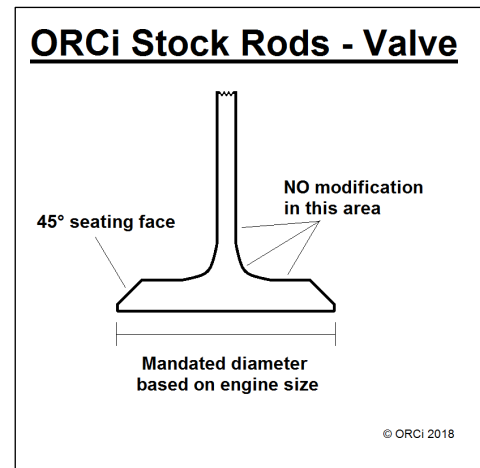 ORCi Stock Rods - Valve
NO modification
in this area
45° seating face
Mandated diameter
based on engine size
© ORCi 2018